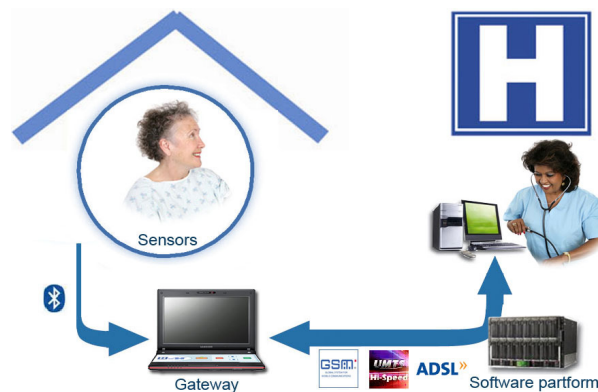 H
Sensors
GSM
UMTS
Hi-Speed
ADSL»
Gateway
Software partform